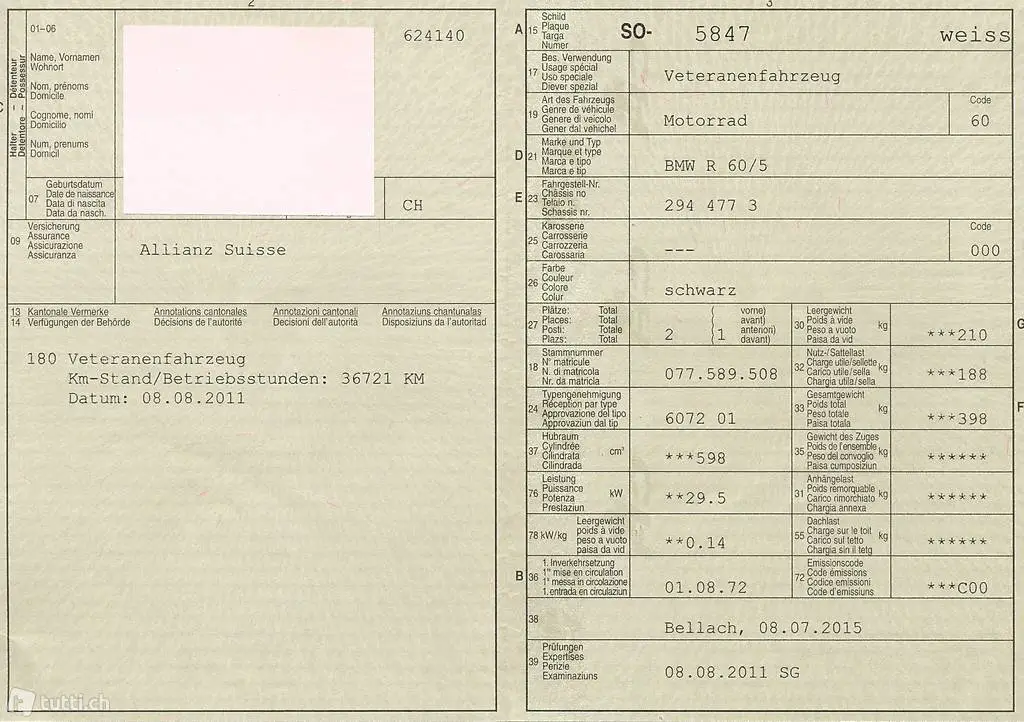 2
01–06
Halter – Détenteur
Detentore – Possessur
Name, Vornamen
Wohnort
Nom, prénoms
Domicile
Cognome, nomi
Domicilio
Num, prenums
Domicil
624140
07
Geburtsdatum
Date de naissance
Data di nascita
Data da nasch.
CH
09
Versicherung
Assurance
Assicurazione
Assicuranza
Allianz Suisse
13 Kantonale Vermerke Annotations cantonales Annotazioni cantonali Annotaziuns chantunalas
14 Verfügungen der Behörde Décisions de l'autorité Decisioni dell'autorità Disposiziuns da l'autoritad
180 Veteranenfahrzeug
Km-Stand/Betriebsstunden: 36721 KM
Datum: 08.08.2011
tutti.ch
3
A
15
Schild
Plaque
Targa
Numer
SO- 5847 weiss
17
Bes. Verwendung
Usage spécial
Uso speciale
Diever spezial
Veteranenfahrzeug
19
Art des Fahrzeugs
Genre de véhicule
Genere di veicolo
Gener dal vehichel
Motorrad
Code
60
D
21
Marke und Typ
Marque et type
Marca e tipo
Marca e tip
BMW R 60/5
E
23
Fahrgestell-Nr.
Châssis no
Telaio n.
Schassis nr.
294 477 3
25
Karosserie
Carrosserie
Carrozzeria
Carossaria
---
Code
000
26
Farbe
Couleur
Colore
Colur
schwarz
27
Plätze: Total ( vorne)
Places: Total ( avant)
Posti: Totale ( anteriori)
Plazs: Total ( davant)
2 1
30
Leergewicht
Poids à vide
Peso a vuoto
Paisa da vid
kg
***210
G
18
Stammnummer
N° matricule
N. di matricola
Nr. da matricla
077.589.508
32
Nutz-/Sattellast
Charge utile/sellette
Carico utile/sella
Chargia utila/sella
kg
***188
24
Typengenehmigung
Réception par type
Approvazione del tipo
Approvaziun dal tip
6072 01
33
Gesamtgewicht
Poids total
Peso totale
Paisa totala
kg
***398
F
37
Hubraum
Cylindrée
Cilindrata
Cilindrada
cm³
***598
35
Gewicht des Zuges
Poids de l'ensemble
Peso del convoglio
Paisa cumposiziun
kg
******
76
Leistung
Puissance
Potenza
Prestaziun
kW
**29.5
31
Anhängelast
Poids remorquable
Carico rimorchiato
Chargia annexa
kg
******
78 kW/kg
Leergewicht
poids à vide
peso a vuoto
paisa da vid
**0.14
55
Dachlast
Charge sur le toit
Carico sul tetto
Chargia sin il tetg
kg
******
B
36
1. Inverkehrsetzung
1re mise en circulation
1a messa in circolazione
1. entrada en circulaziun
01.08.72
72
Emissionscode
Code émissions
Codice emissioni
Code d'emissiuns
***C00
38
Bellach, 08.07.2015
39
Prüfungen
Expertises
Perizie
Examinaziuns
08.08.2011 SG